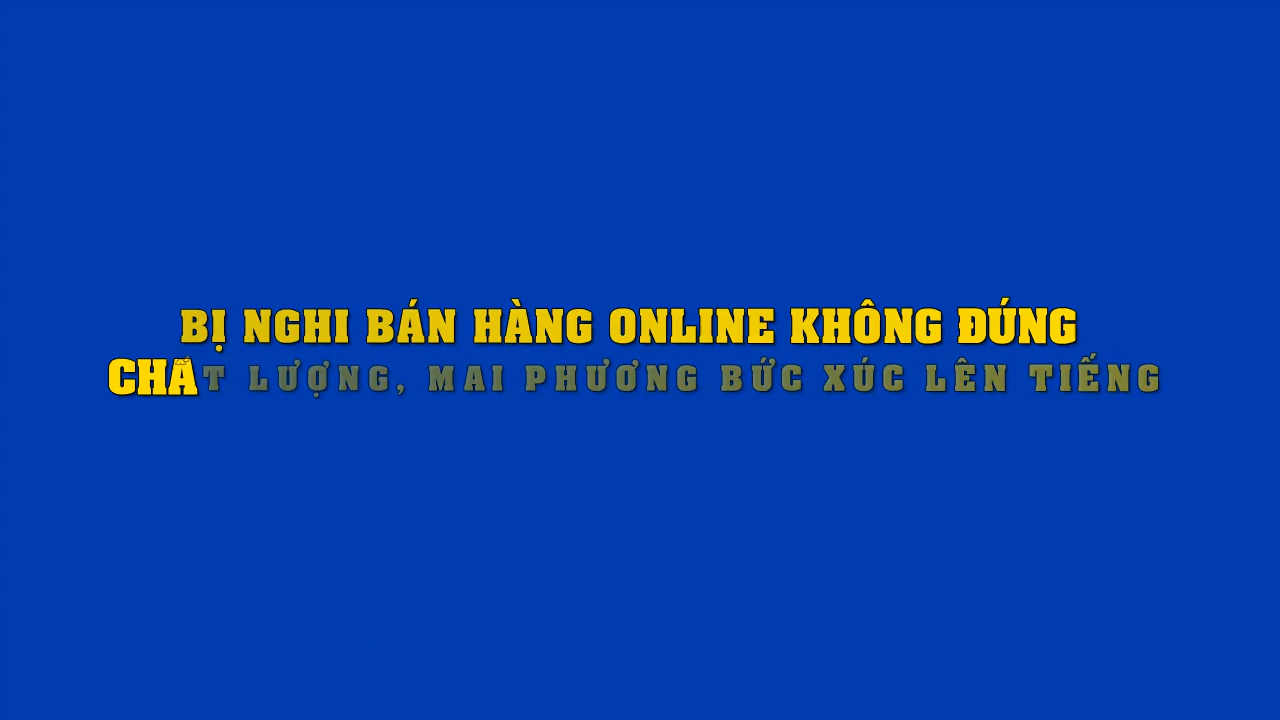 BỊ NGHI BÁN HÀNG ONLINE KHÔNG ĐÚNG
CHẤT LƯỢNG, MAI PHƯƠNG BỨC XÚC LÊN TIẾNG